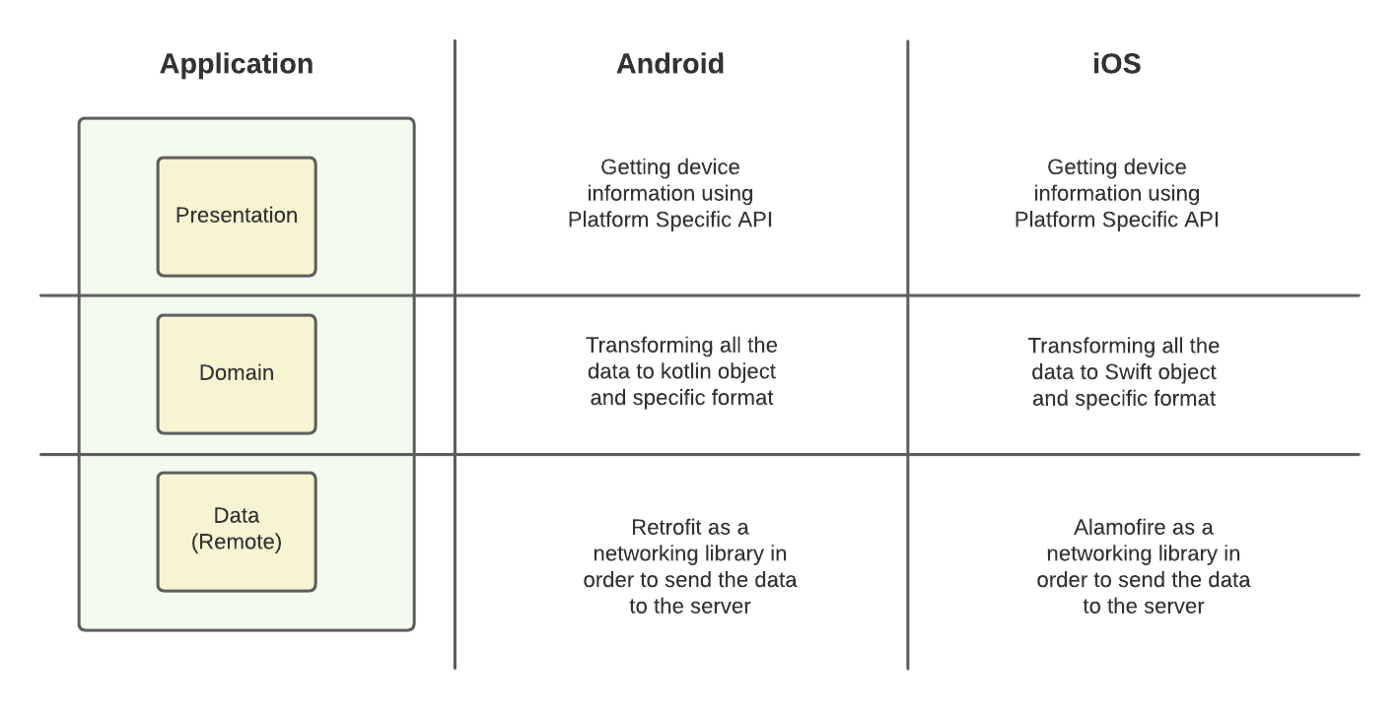 Application
Android
iOS
Presentation
Getting device
information using
Platform Specific API
Getting device
information using
Platform Specific API
Domain
Transforming all the
data to kotlin object
and specific format
Transforming all the
data to Swift object
and specific format
Data
(Remote)
Retrofit as a
networking library in
order to send the data
to the server
Alamofire as a
networking library in
order to send the data
to the server